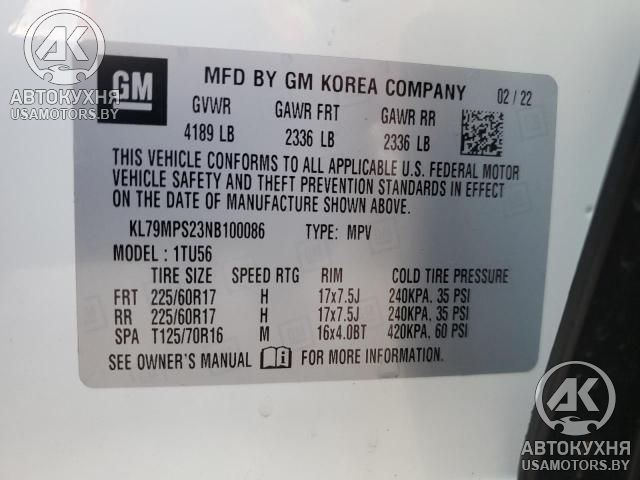 GM
MFD BY GM KOREA COMPANY 02 / 22
GVWR GAWR FRT GAWR RR
4189 LB 2336 LB 2336 LB
THIS VEHICLE CONFORMS TO ALL APPLICABLE U.S. FEDERAL MOTOR
VEHICLE SAFETY AND THEFT PREVENTION STANDARDS IN EFFECT
ON THE DATE OF MANUFACTURE SHOWN ABOVE.
KL79MPS23NB100086 TYPE: MPV
MODEL: 1TU56
TIRE SIZE SPEED RTG RIM COLD TIRE PRESSURE
FRT 225/60R17 H 17x7.5J 240KPA, 35 PSI
RR 225/60R17 H 17x7.5J 240KPA, 35 PSI
SPA T125/70R16 M 16x4.0BT 420KPA, 60 PSI
SEE OWNER'S MANUAL FOR MORE INFORMATION.
АК
АВТОКУХНЯ
USAMOTORS.BY
АК
АВТОКУХНЯ
USAMOTORS.BY